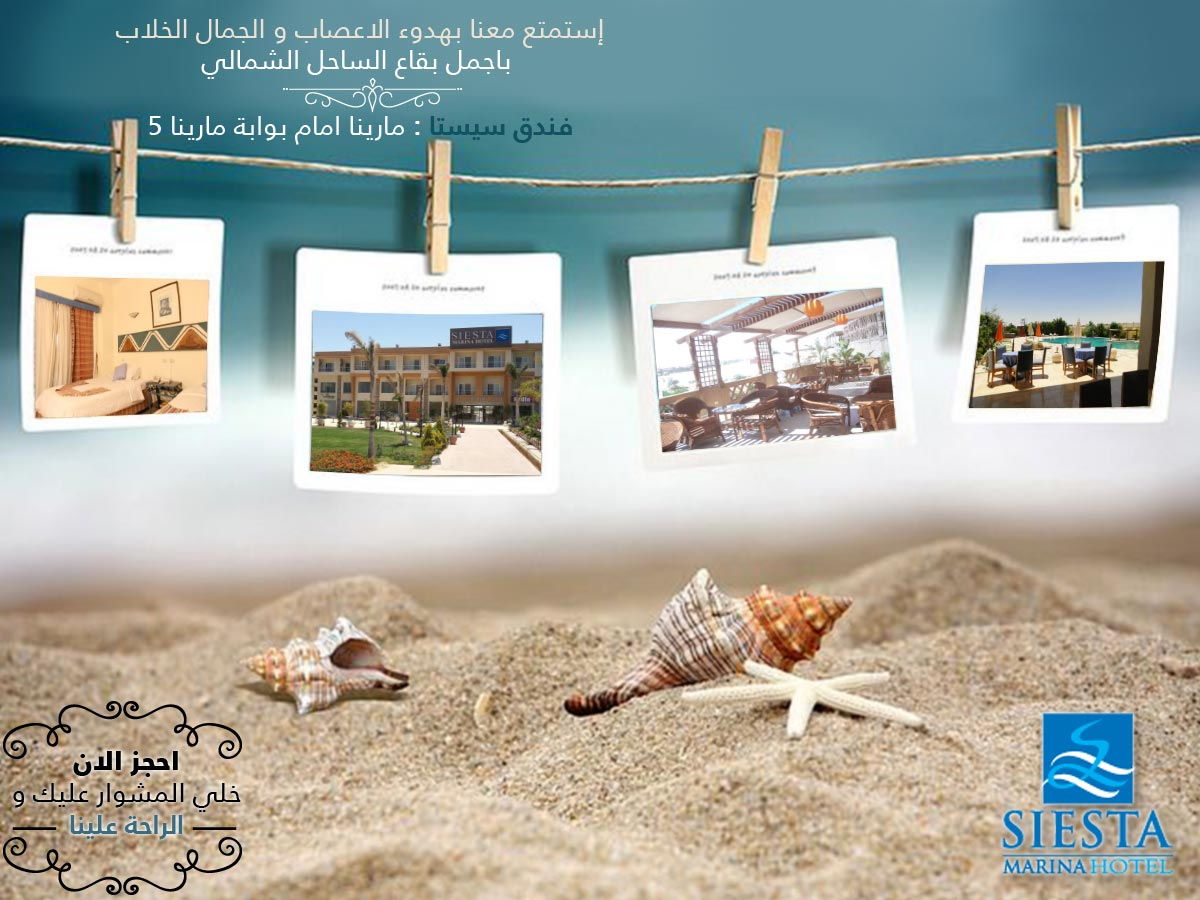 إستمتع معنا بهدوء الاعصاب و الجمال الخلاب
باجمل بقاع الساحل الشمالي
فندق سيستا : مارينا امام بوابة مارينا 5
SIESTA
MARINA HOTEL
احجز الان
خلي المشوار عليك و
الراحة علينا
SIESTA
MARINA HOTEL